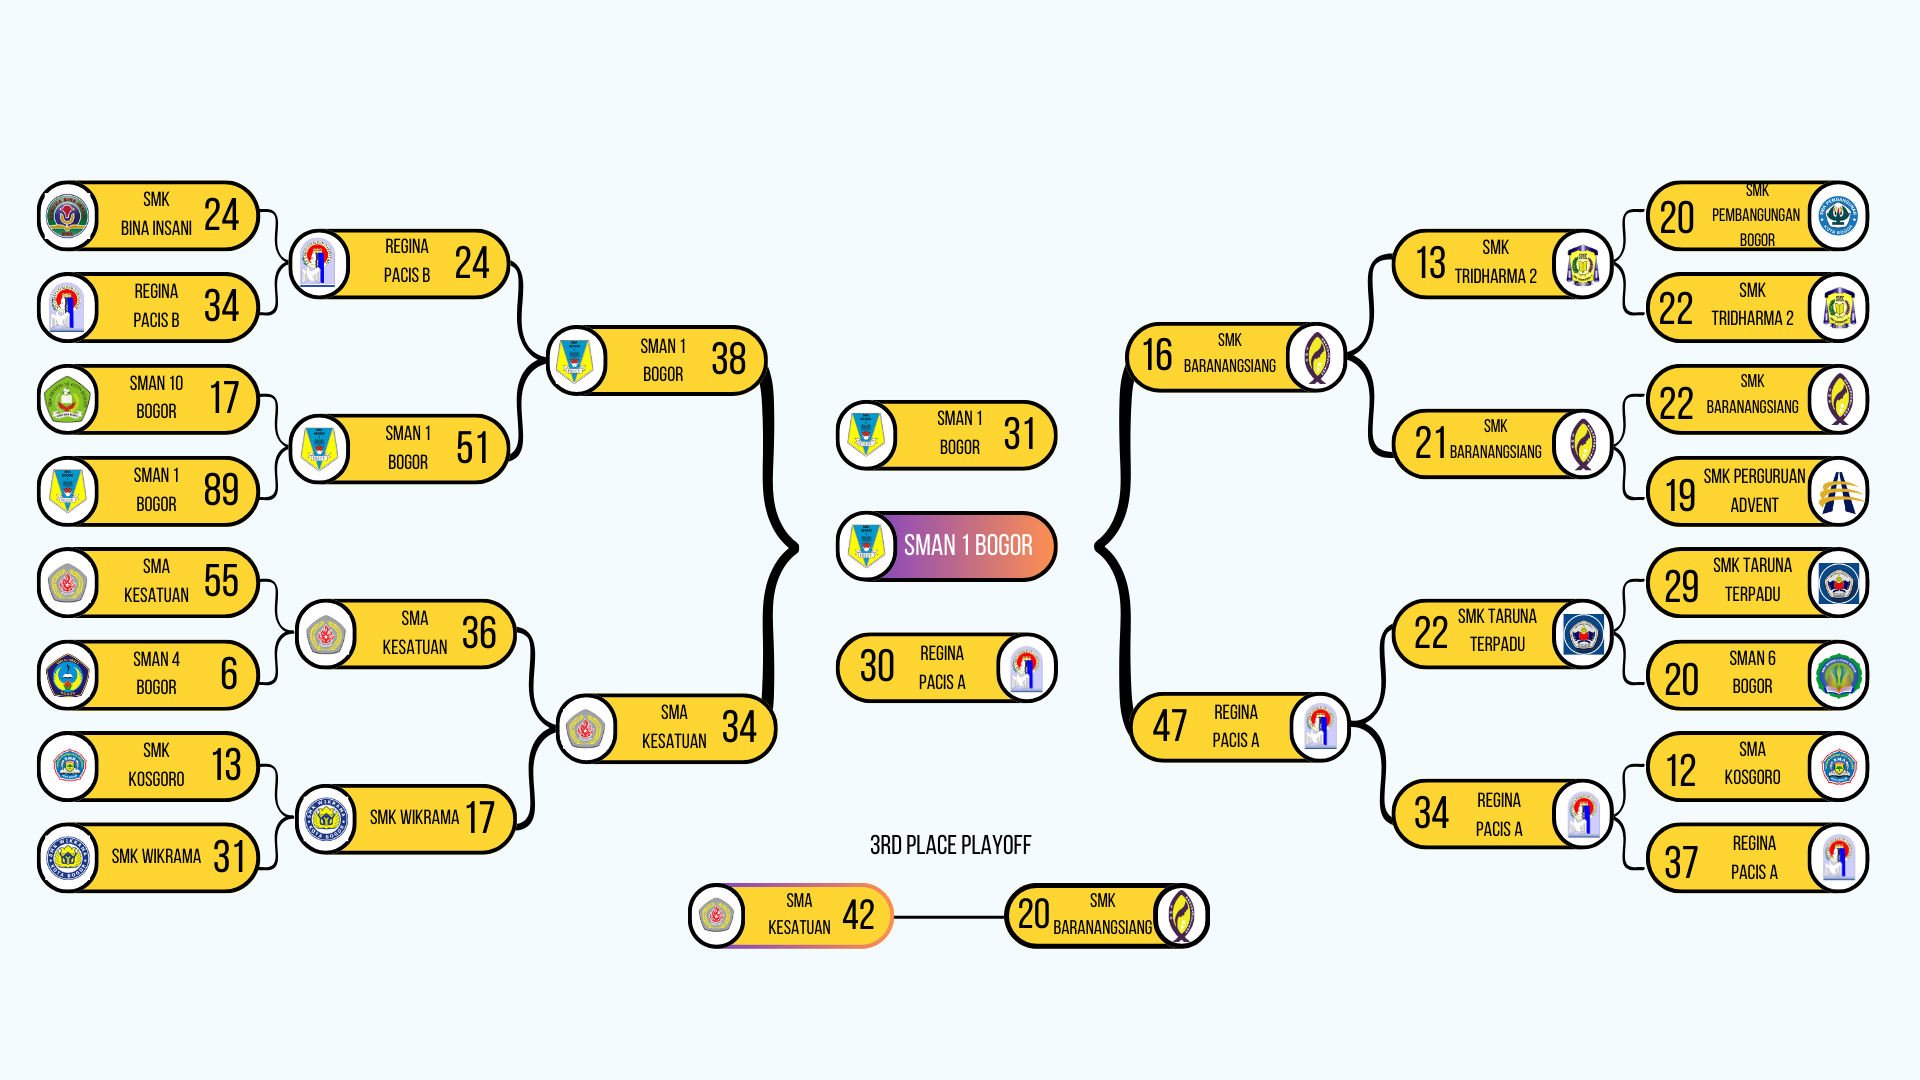 SMK
BINA INSANI
24
REGINA
PACIS B
34
SMAN 10
BOGOR
17
SMAN 1
BOGOR
89
SMA
KESATUAN
55
SMAN 4
BOGOR
6
SMK
KOSGORO
13
SMK WIKRAMA
31
REGINA
PACIS B
24
SMAN 1
BOGOR
51
SMA
KESATUAN
36
SMK WIKRAMA
17
SMAN 1
BOGOR
38
SMA
KESATUAN
34
SMAN 1
BOGOR
31
SMAN 1 BOGOR
30
REGINA
PACIS A
3RD PLACE PLAYOFF
SMA
KESATUAN
42
20
SMK
BARANANGSIANG
16
SMK
BARANANGSIANG
47
REGINA
PACIS A
13
SMK
TRIDHARMA 2
21
SMK
BARANANGSIANG
22
SMK TARUNA
TERPADU
34
REGINA
PACIS A
20
SMK
PEMBANGUNGAN
BOGOR
22
SMK
TRIDHARMA 2
22
SMK
BARANANGSIANG
19
SMK PERGURUAN
ADVENT
29
SMK TARUNA
TERPADU
20
SMAN 6
BOGOR
12
SMA
KOSGORO
37
REGINA
PACIS A